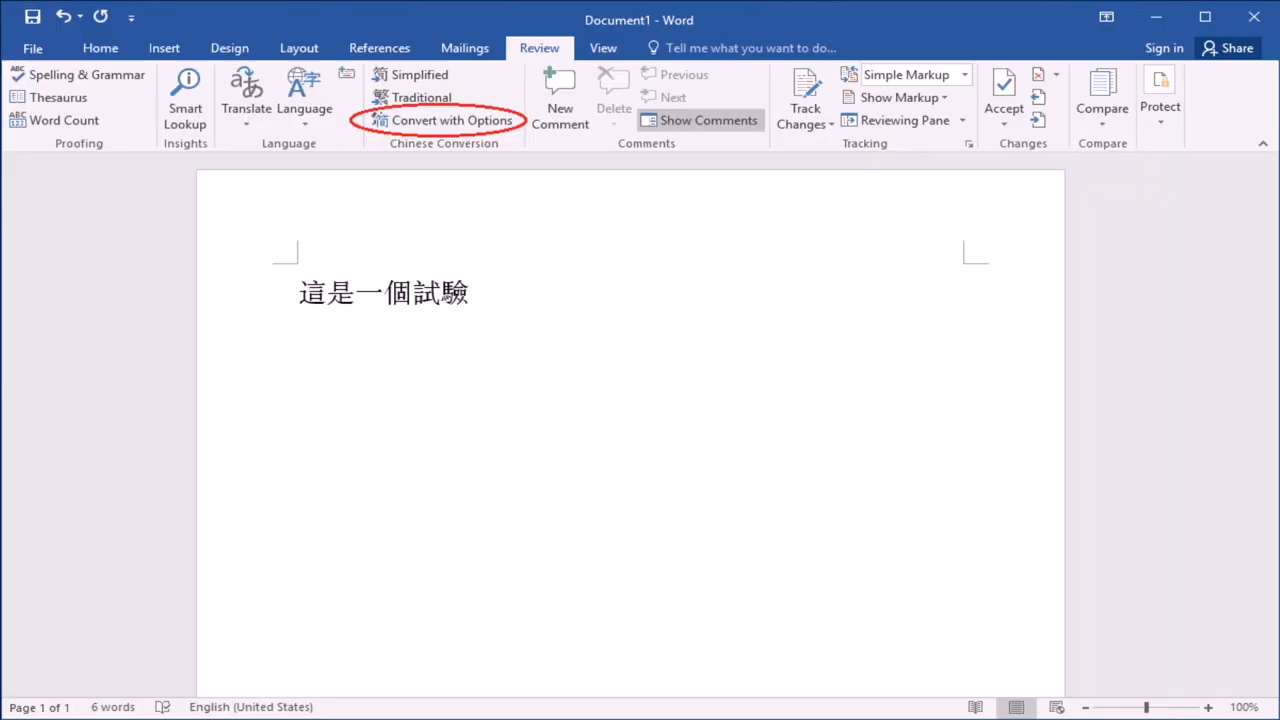 Document1 - Word
File Home Insert Design Layout References Mailings Review View Tell me what you want to do... Sign in Share
Spelling & Grammar
Thesaurus
Word Count
Proofing
Smart
Lookup
Insights
Translate
Language
Language
Simplified
Traditional
Convert with Options
Chinese Conversion
New
Comment
Delete
Previous
Next
Show Comments
Comments
Track
Changes
Simple Markup
Show Markup
Reviewing Pane
Tracking
Accept
Changes
Compare
Compare
Protect
這是一個試驗
Page 1 of 1 6 words English (United States) 100%